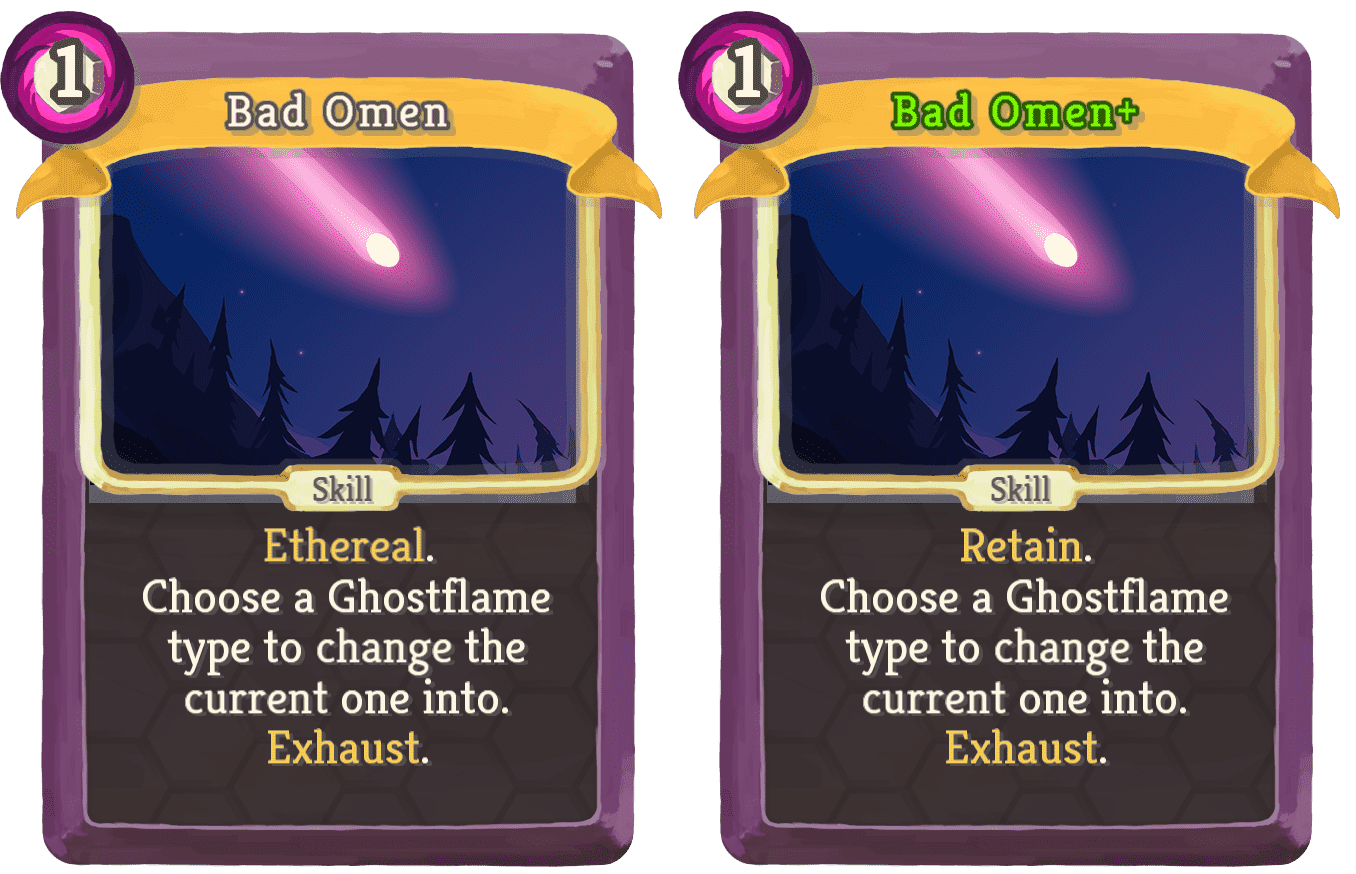 1
Bad Omen
Skill
Ethereal.
Choose a Ghostflame
type to change the
current one into.
Exhaust.
1
Bad Omen+
Skill
Retain.
Choose a Ghostflame
type to change the
current one into.
Exhaust.